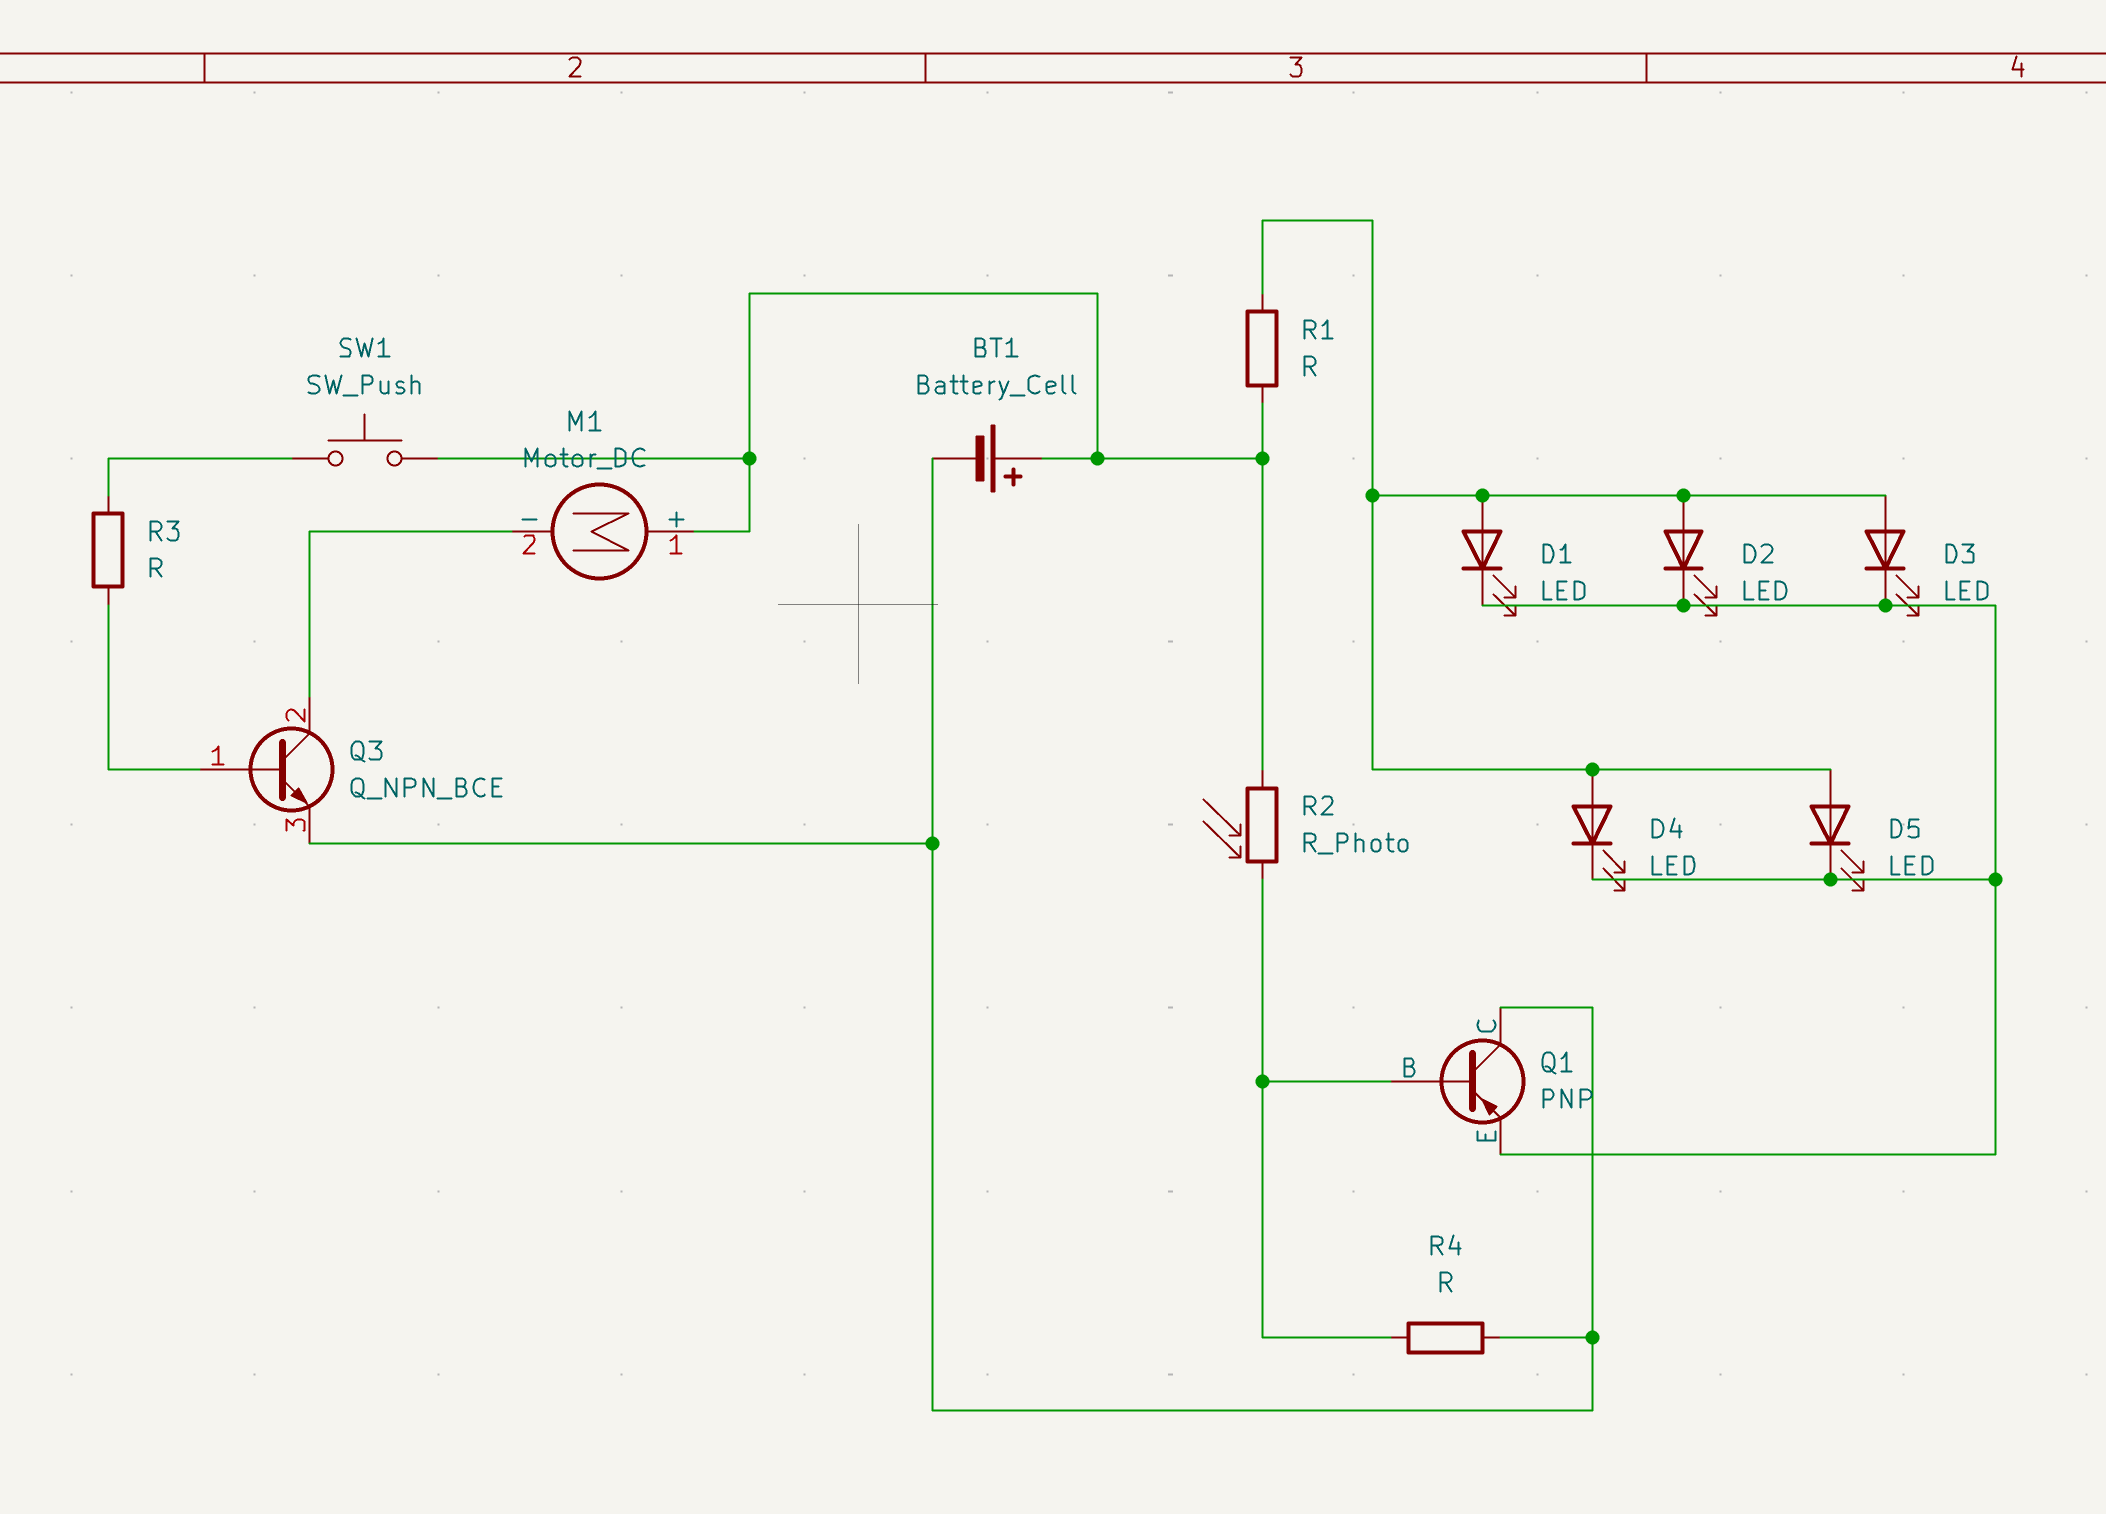 2
3
4
SW1
SW_Push
BT1
Battery_Cell
R1
R
M1
Motor_DC
+
-
+
2
1
R3
R
D1
LED
D2
LED
D3
LED
2
1
3
Q3
Q_NPN_BCE
R2
R_Photo
D4
LED
D5
LED
C
B
E
Q1
PNP
R4
R